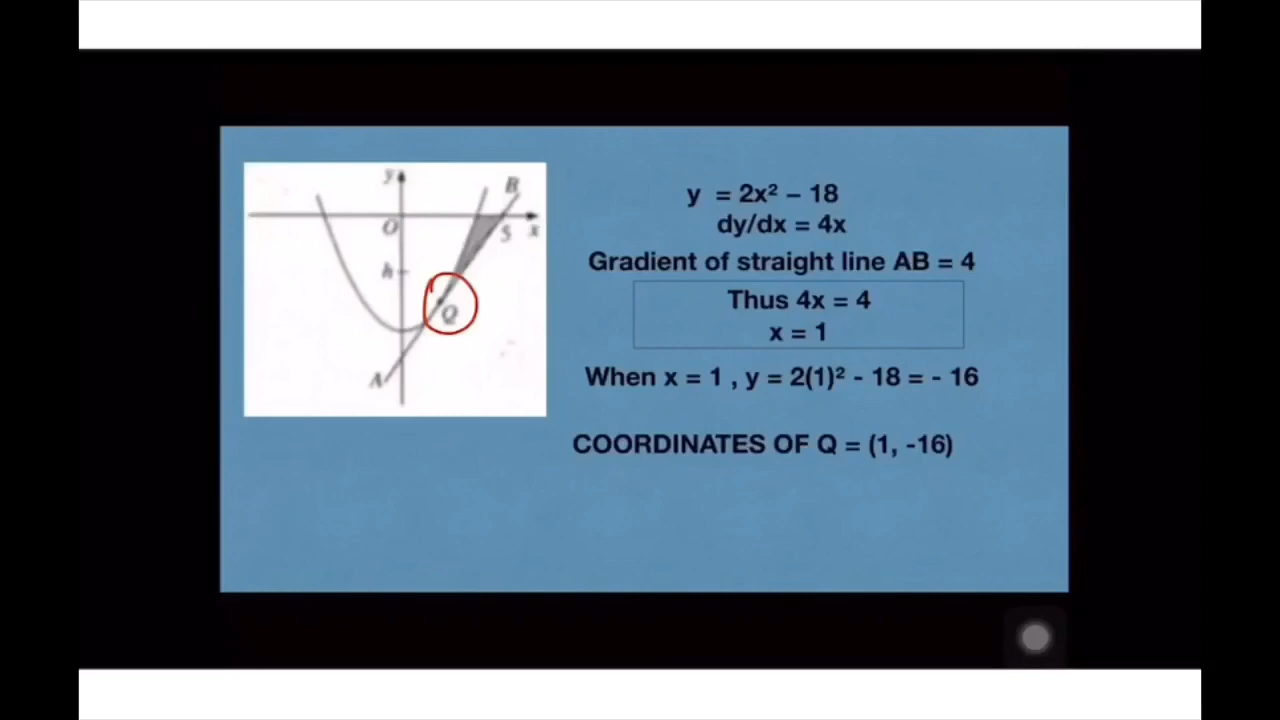 y
B
O
5
x
h
Q
A
y = 2x² – 18
dy/dx = 4x
Gradient of straight line AB = 4
Thus 4x = 4
x = 1
When x = 1 , y = 2(1)² - 18 = - 16
COORDINATES OF Q = (1, -16)